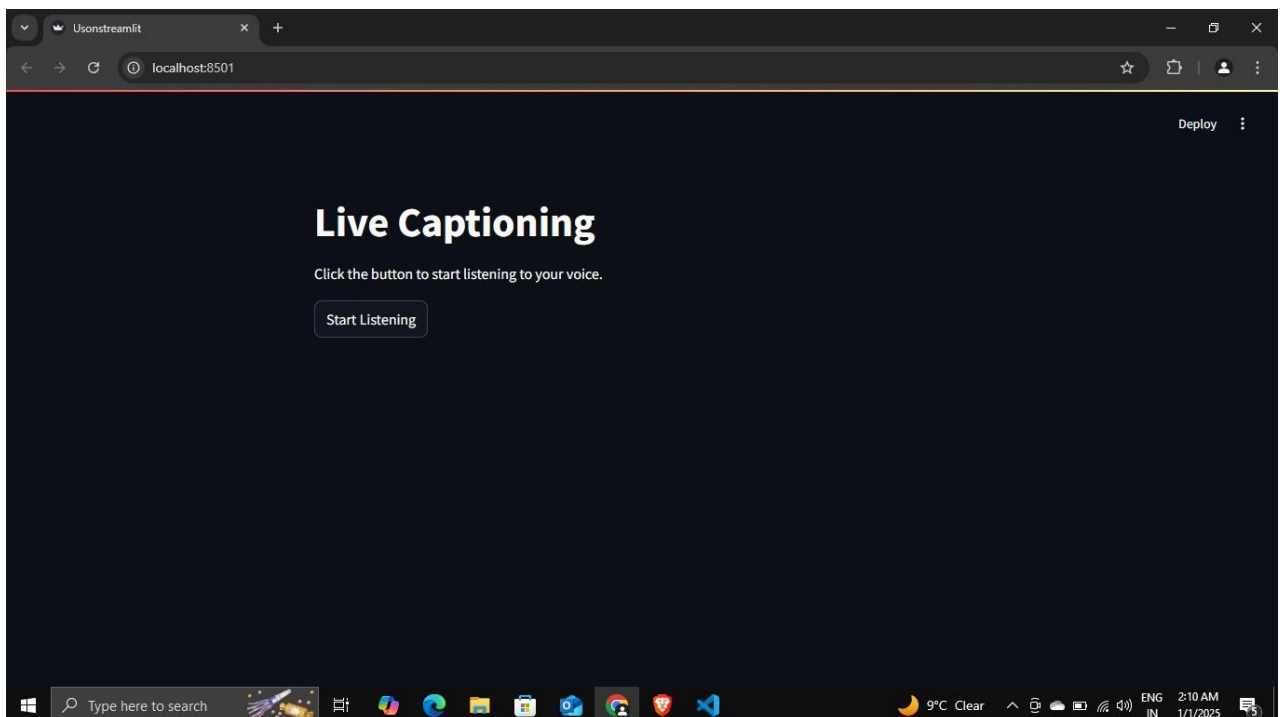 Usonstreamlit
localhost:8501
Deploy
Live Captioning
Click the button to start listening to your voice.
Start Listening
Type here to search
9°C Clear
ENG 2:10 AM
IN 1/1/2025
5